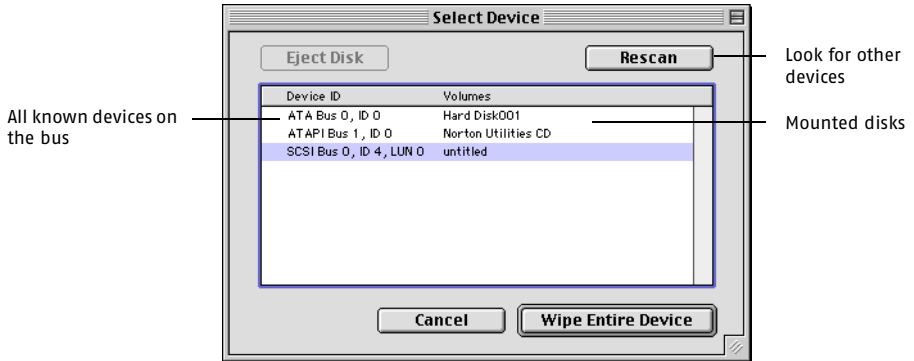 Select Device
Eject Disk
Rescan
Look for other
devices
Device ID Volumes
All known devices on
the bus
ATA Bus 0, ID 0 Hard Disk001
ATAPI Bus 1, ID 0 Norton Utilities CD
Mounted disks
SCSI Bus 0, ID 4, LUN 0 untitled
Cancel
Wipe Entire Device